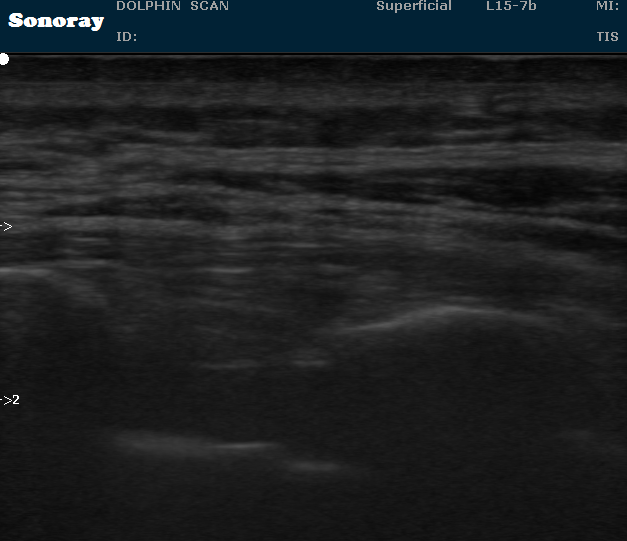 Sonoray
DOLPHIN SCAN Superficial L15-7b MI:
ID: TIS
->
->2